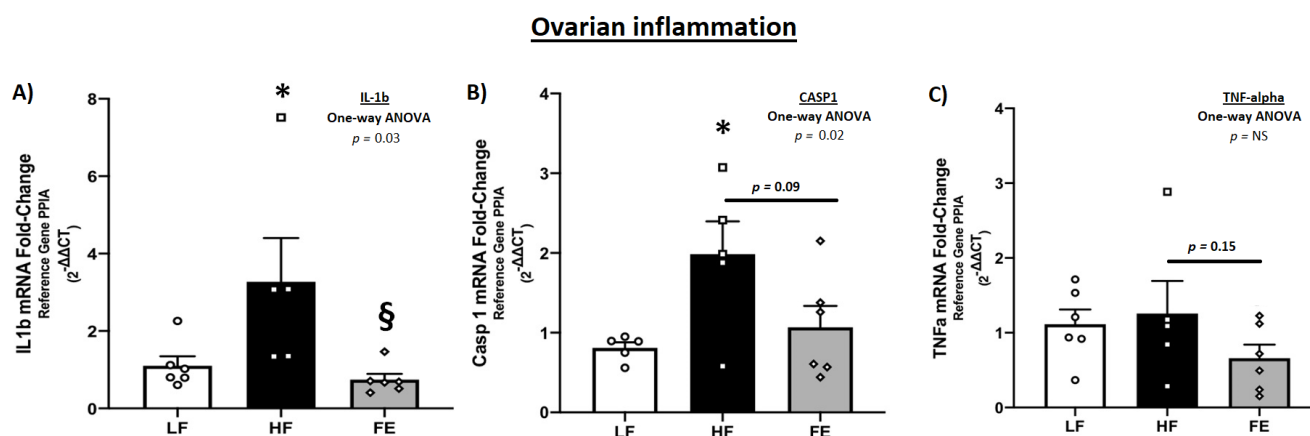 Ovarian inflammation
A)
IL1b mRNA Fold-Change
Reference Gene PPIA
(2-ΔΔCT)
8
6
4
2
0
*
IL-1b
One-way ANOVA
p = 0.03
§
LF HF FE
B)
Casp 1 mRNA Fold-Change
Reference Gene PPIA
(2-ΔΔCT)
4
3
2
1
0
*
CASP1
One-way ANOVA
p = 0.02
p = 0.09
LF HF FE
C)
TNFa mRNA Fold-Change
Reference Gene PPIA
(2-ΔΔCT)
4
3
2
1
0
TNF-alpha
One-way ANOVA
p = NS
p = 0.15
LF HF FE